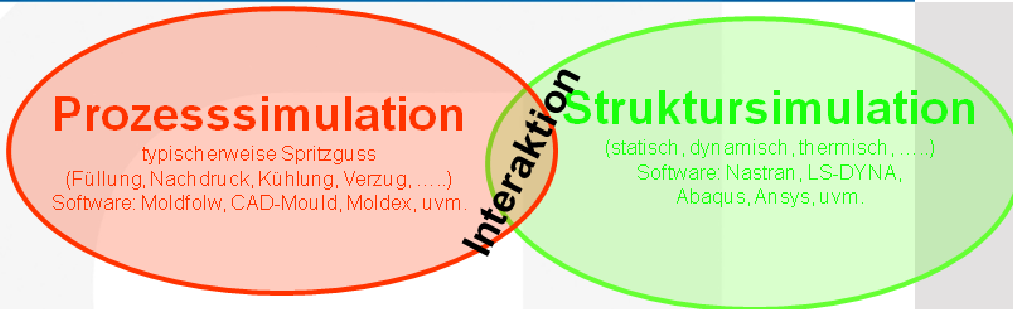 Prozesssimulation
typischerweise Spritzguss
(Füllung, Nachdruck, Kühlung, Verzug, .....)
Software: Moldfolw, CAD-Mould, Moldex, uvm.
Interaktion
Struktursimulation
(statisch, dynamisch, thermisch, .....)
Software: Nastran, LS-DYNA,
Abaqus, Ansys, uvm.